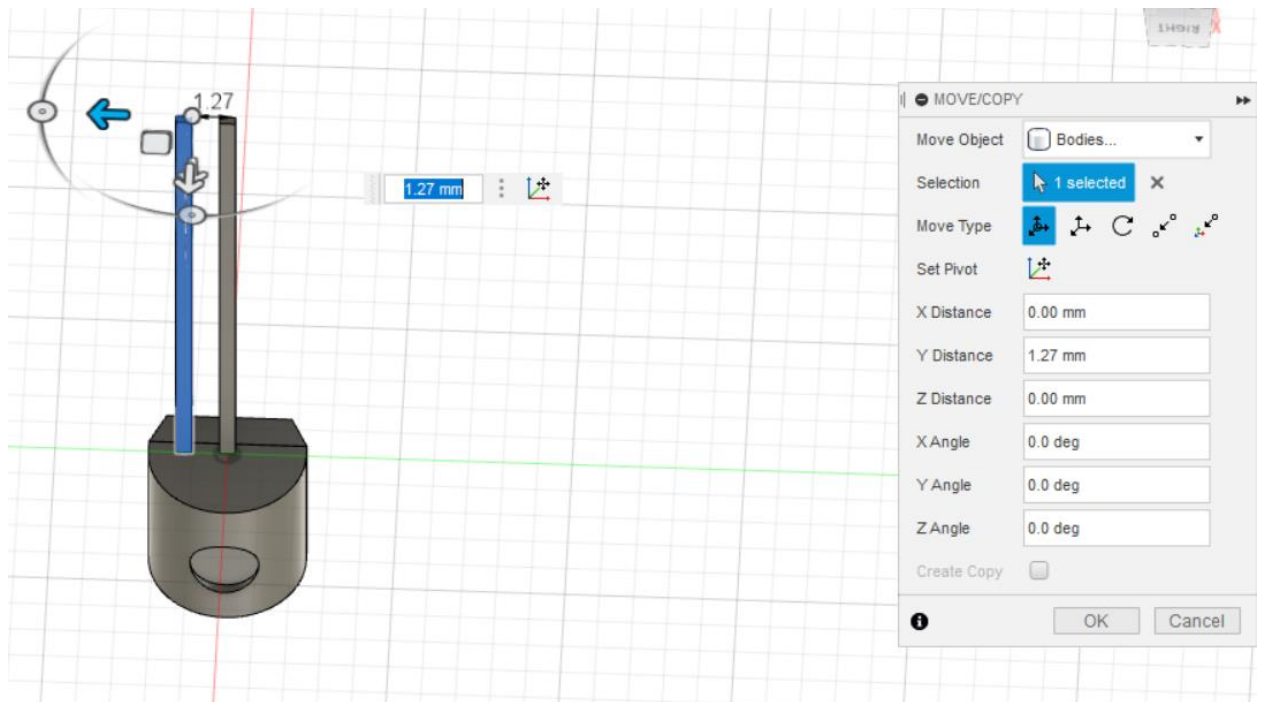 RIGHT
X
1.27
1.27 mm
MOVE/COPY
Move Object
Bodies...
Selection
1 selected
Move Type
Set Pivot
X Distance
0.00 mm
Y Distance
1.27 mm
Z Distance
0.00 mm
X Angle
0.0 deg
Y Angle
0.0 deg
Z Angle
0.0 deg
Create Copy
OK
Cancel